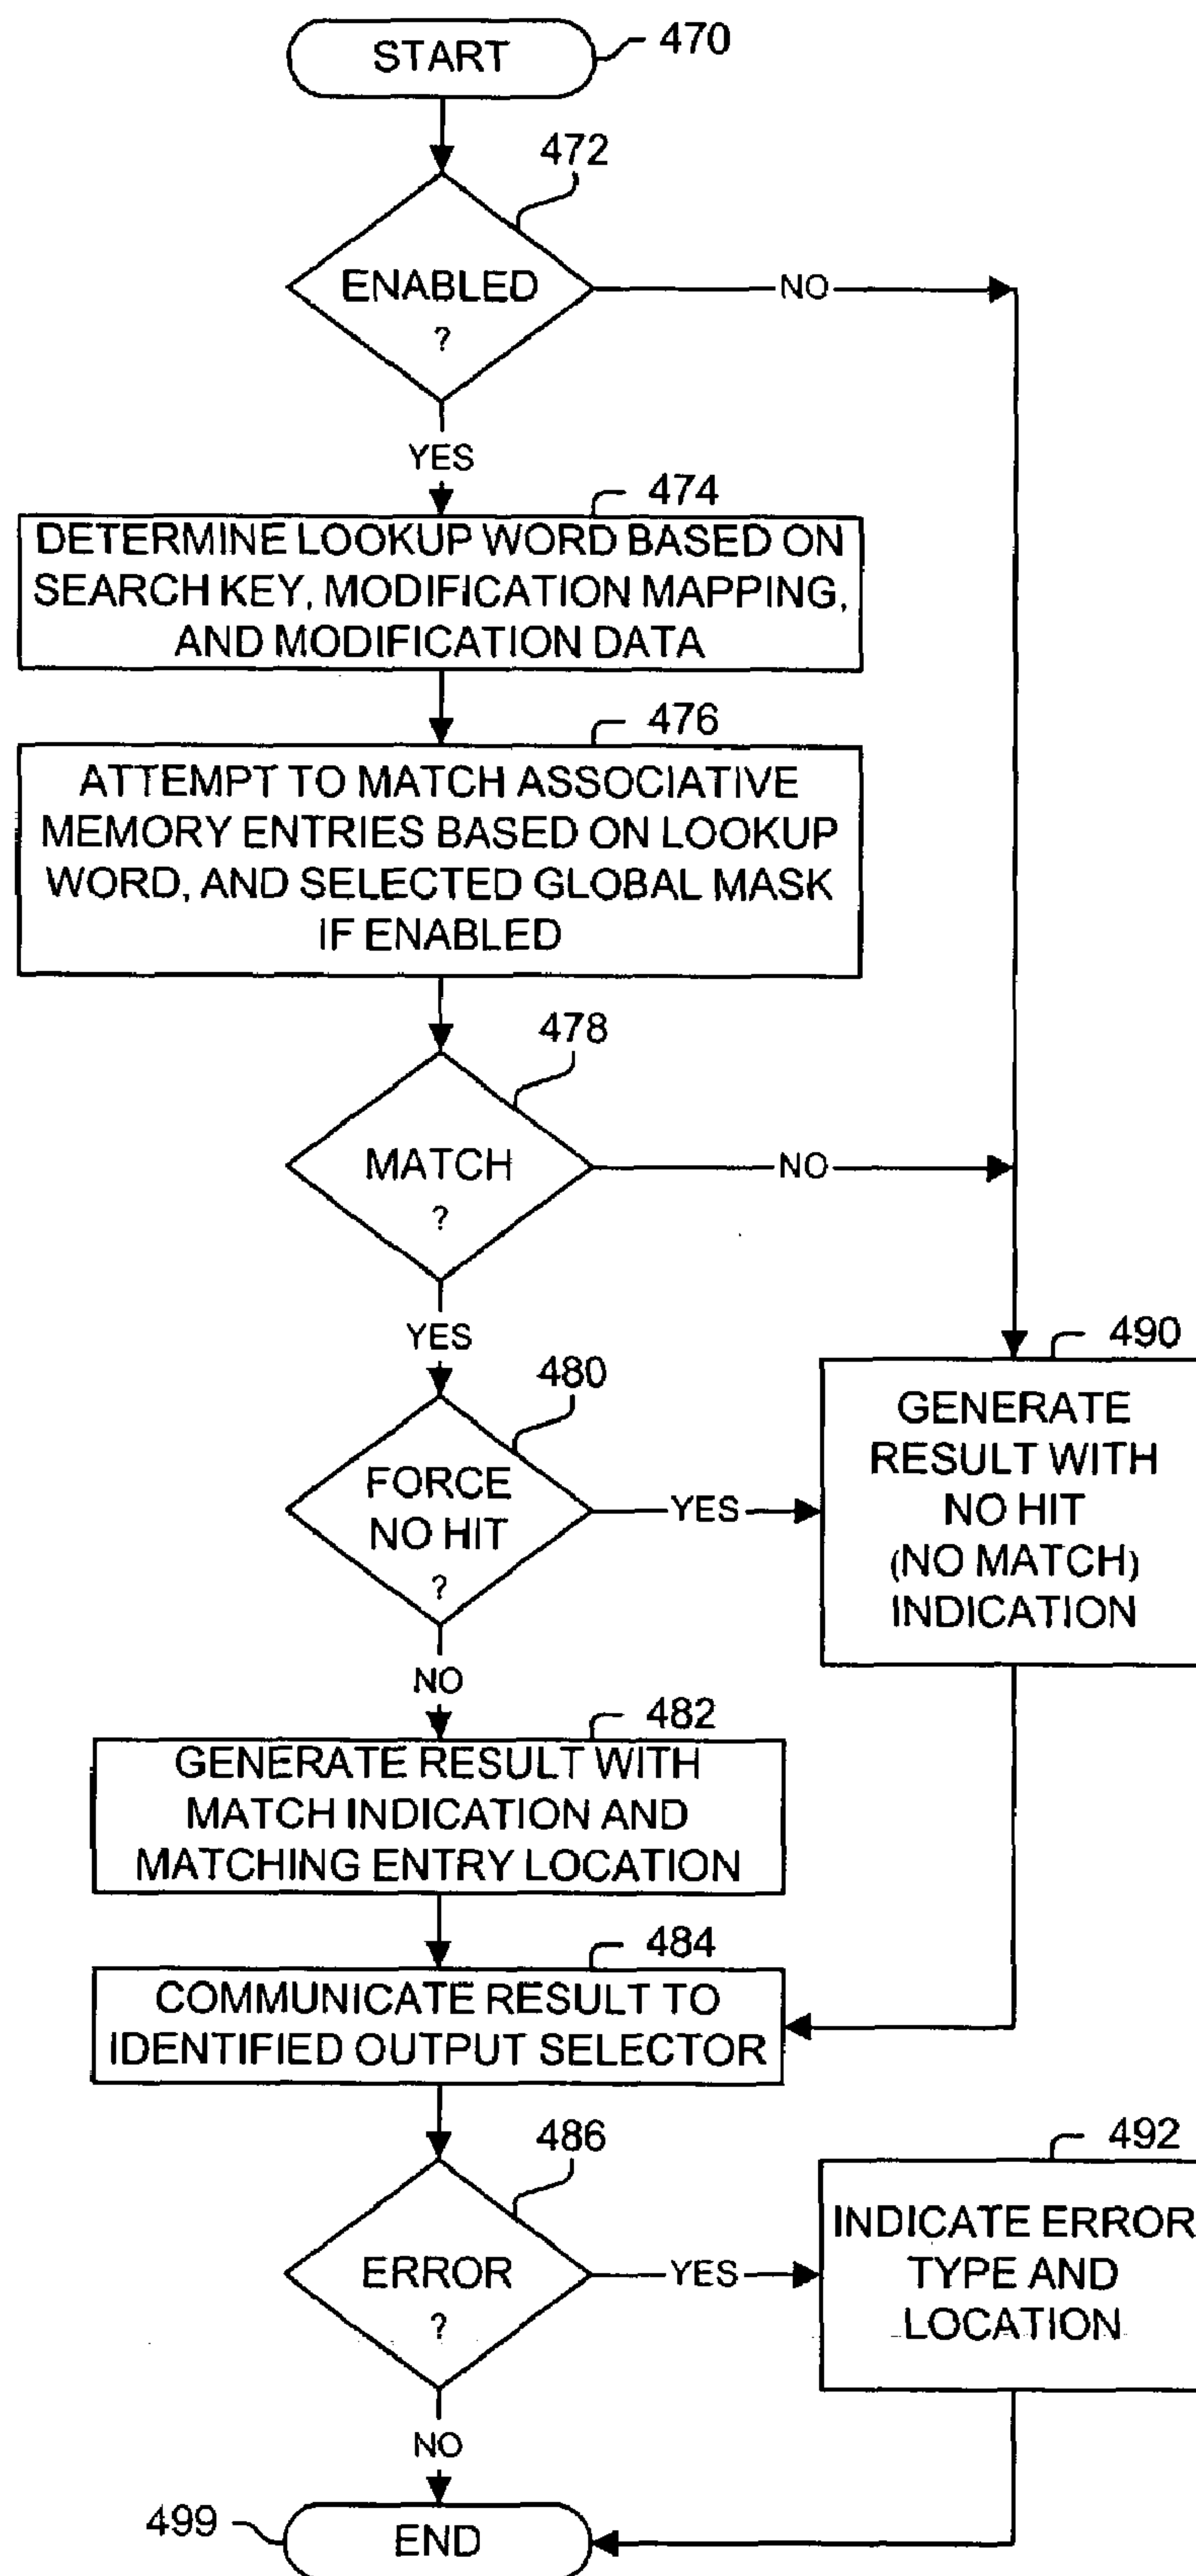 START
470
472
ENABLED
?
NO
YES
474
DETERMINE LOOKUP WORD BASED ON
SEARCH KEY, MODIFICATION MAPPING,
AND MODIFICATION DATA
476
ATTEMPT TO MATCH ASSOCIATIVE
MEMORY ENTRIES BASED ON LOOKUP
WORD, AND SELECTED GLOBAL MASK
IF ENABLED
478
MATCH
?
NO
YES
480
FORCE
NO HIT
?
YES
490
GENERATE
RESULT WITH
NO HIT
(NO MATCH)
INDICATION
NO
482
GENERATE RESULT WITH
MATCH INDICATION AND
MATCHING ENTRY LOCATION
484
COMMUNICATE RESULT TO
IDENTIFIED OUTPUT SELECTOR
486
ERROR
?
YES
492
INDICATE ERROR
TYPE AND
LOCATION
NO
499
END